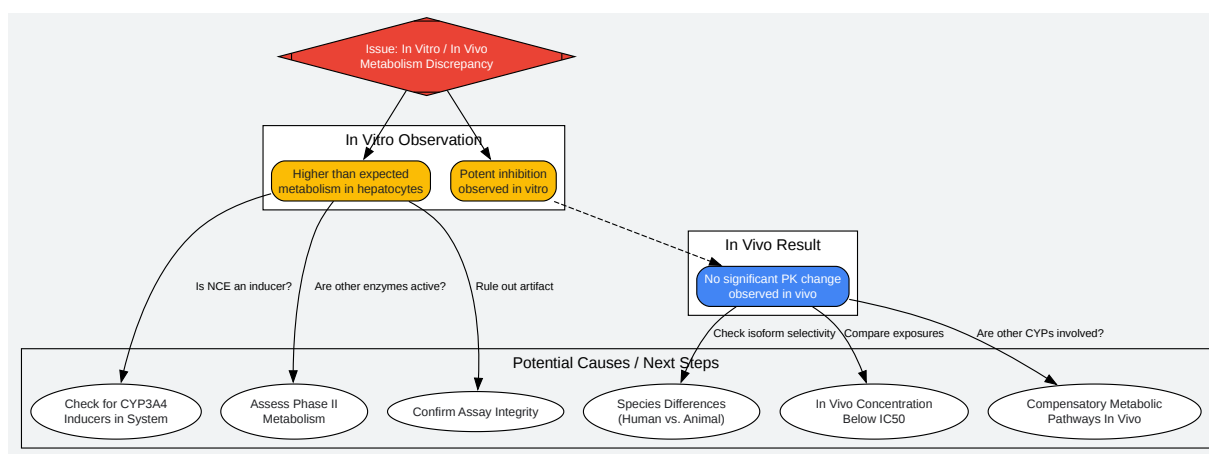 Issue: In Vitro / In Vivo
Metabolism Discrepancy
In Vitro Observation
Higher than expected
metabolism in hepatocytes
Potent inhibition
observed in vitro
In Vivo Result
No significant PK change
observed in vivo
Is NCE an inducer?
Are other enzymes active?
Rule out artifact
Check isoform selectivity
Compare exposures
Are other CYPs involved?
Potential Causes / Next Steps
Check for CYP3A4
Inducers in System
Assess Phase II
Metabolism
Confirm Assay Integrity
Species Differences
(Human vs. Animal)
In Vivo Concentration
Below IC50
Compensatory Metabolic
Pathways In Vivo